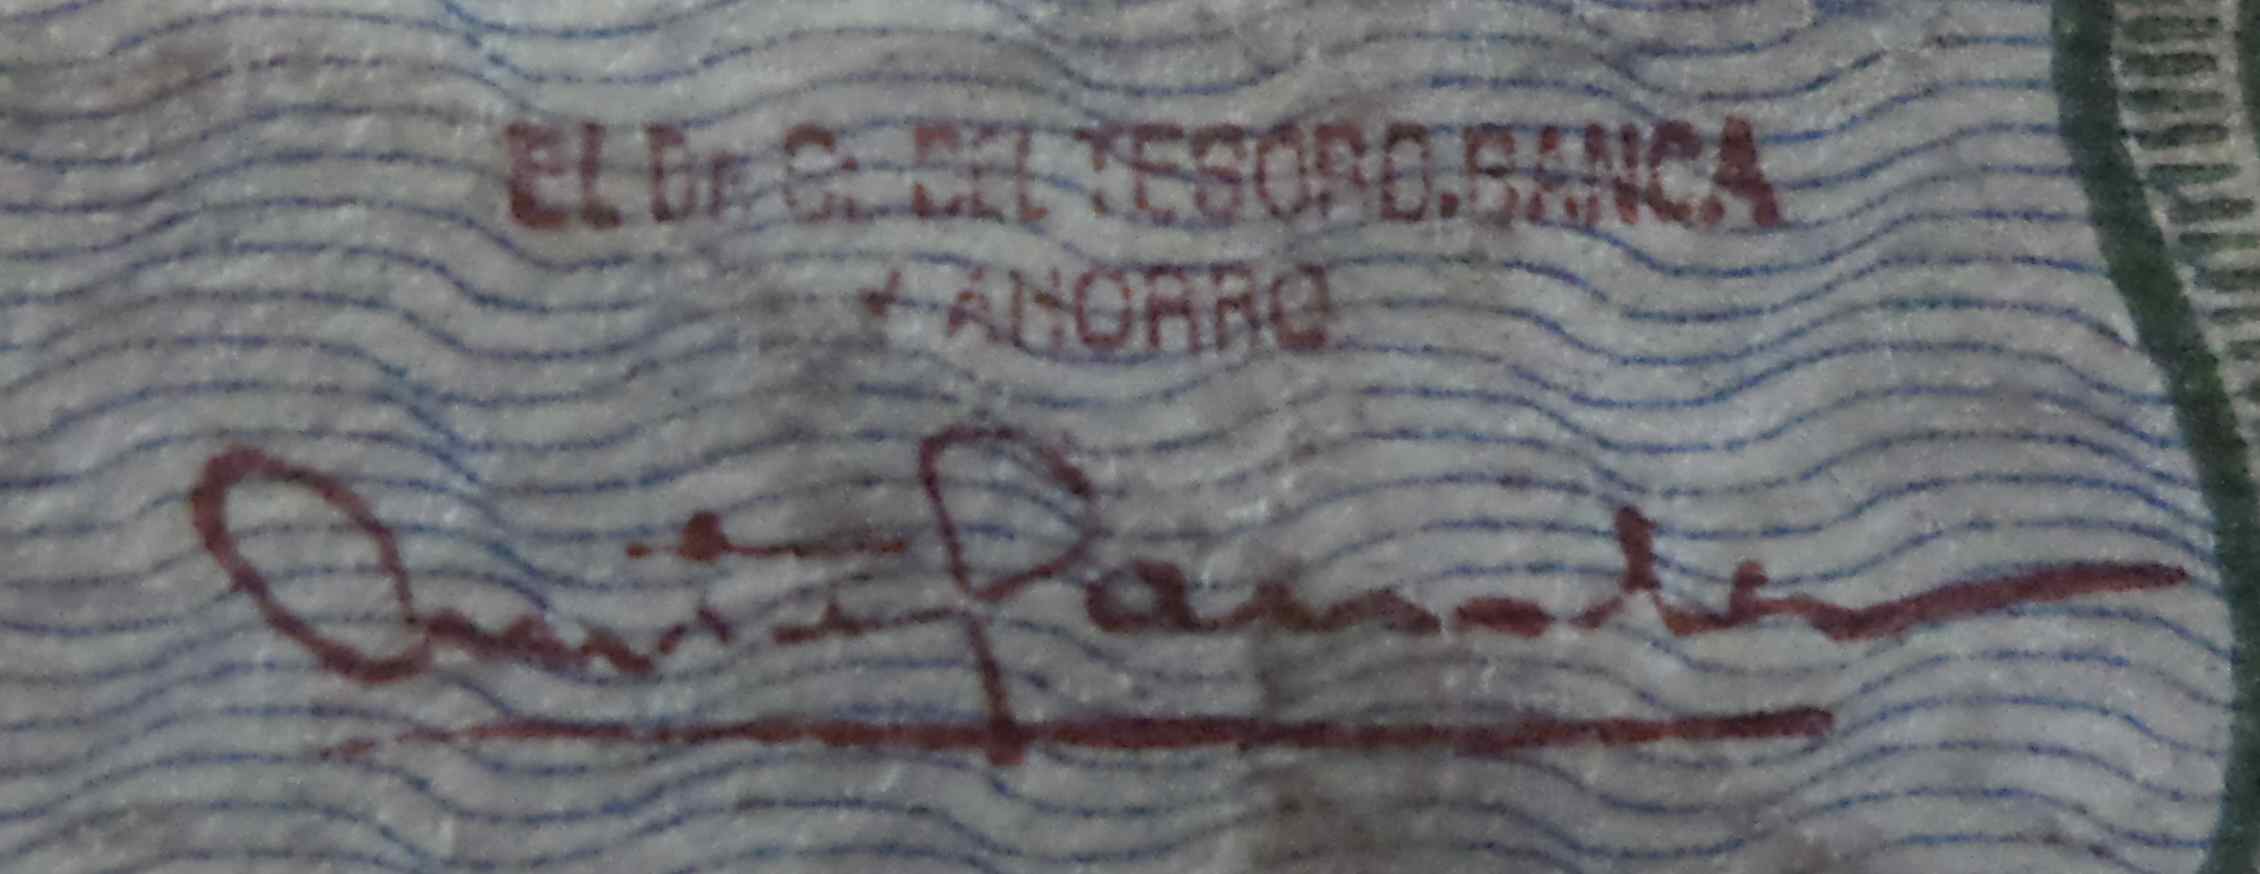 EL Dr. G. DEL TESORO.BANCA
Y AHORRO